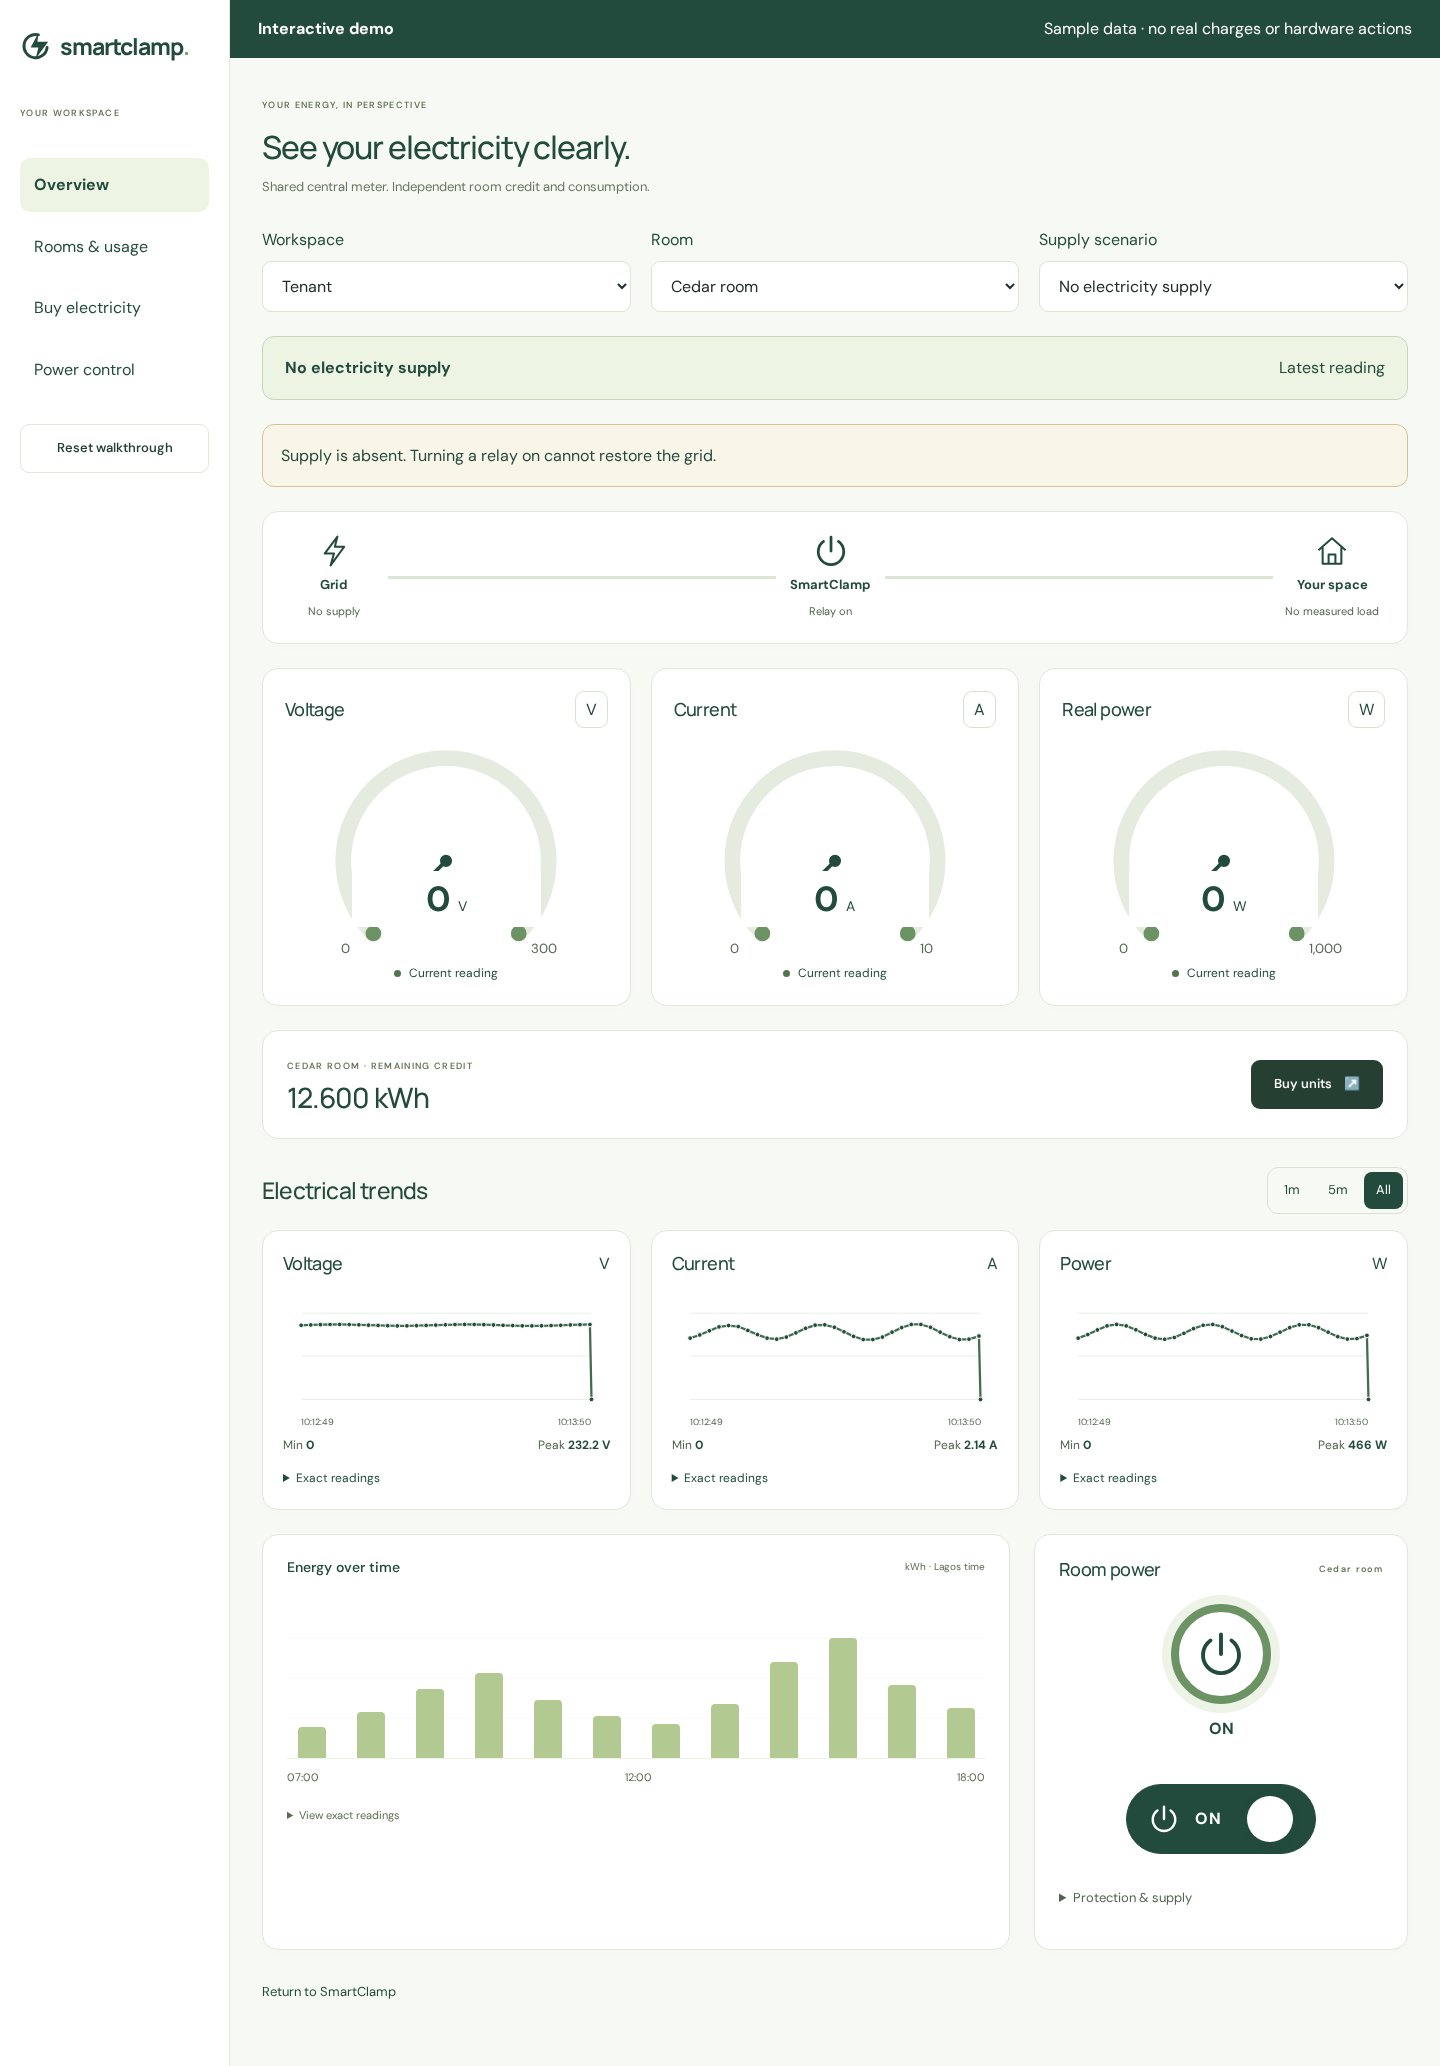 smartclamp.
YOUR WORKSPACE
Overview
Rooms & usage
Buy electricity
Power control
Reset walkthrough
Interactive demo
Sample data · no real charges or hardware actions
YOUR ENERGY, IN PERSPECTIVE
See your electricity clearly.
Shared central meter. Independent room credit and consumption.
Workspace
Room
Supply scenario
Tenant
Cedar room
No electricity supply
No electricity supply
Latest reading
Supply is absent. Turning a relay on cannot restore the grid.
Grid
No supply
SmartClamp
Relay on
Your space
No measured load
Voltage
V
0 V
0
300
Current reading
Current
A
0 A
0
10
Current reading
Real power
W
0 W
0
1,000
Current reading
CEDAR ROOM · REMAINING CREDIT
12.600 kWh
Buy units ↗
Electrical trends
1m
5m
All
Voltage
V
10:12:49
10:13:50
Min 0
Peak 232.2 V
Exact readings
Current
A
10:12:49
10:13:50
Min 0
Peak 2.14 A
Exact readings
Power
W
10:12:49
10:13:50
Min 0
Peak 466 W
Exact readings
Energy over time
kWh · Lagos time
07:00
12:00
18:00
View exact readings
Room power
Cedar room
ON
ON
Protection & supply
Return to SmartClamp